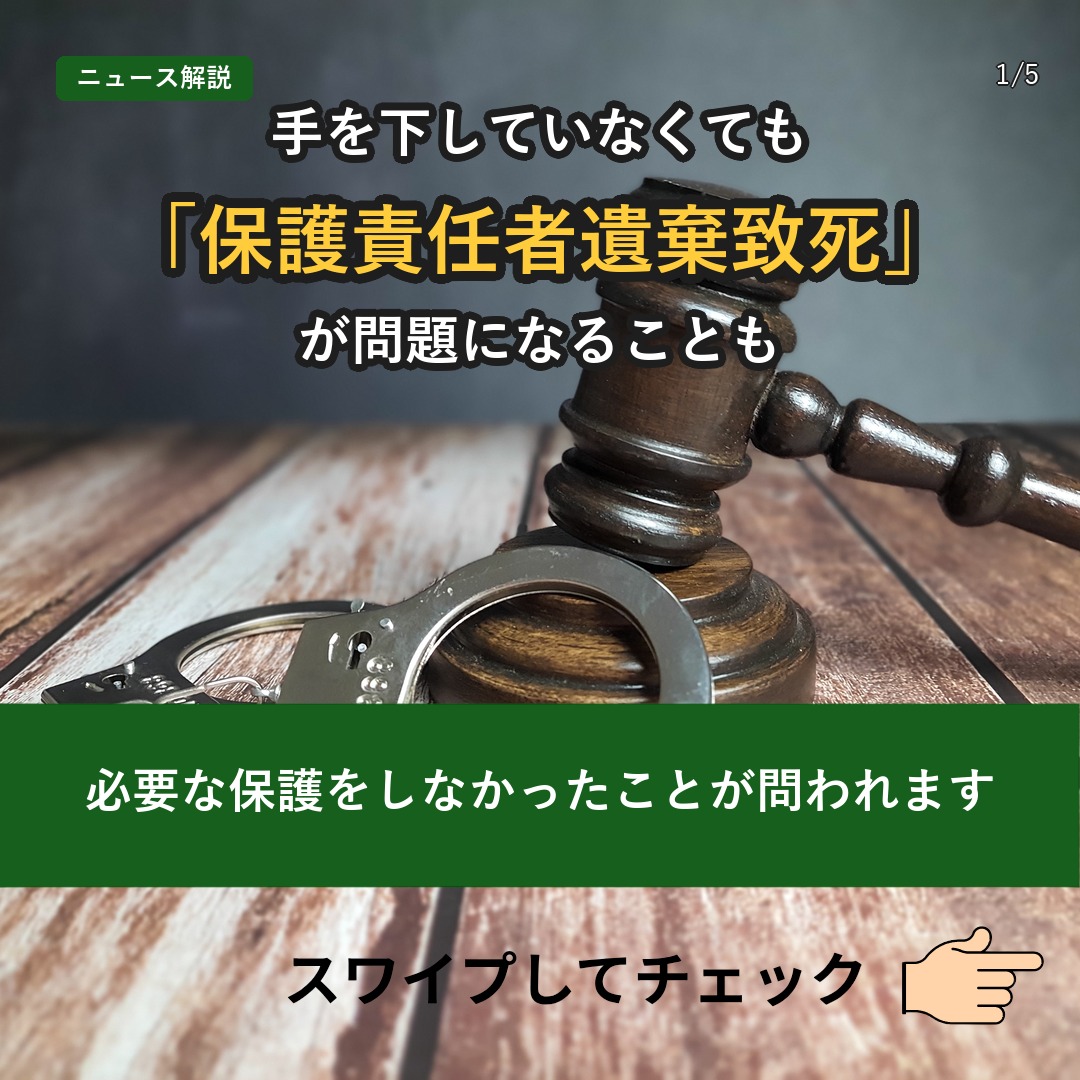 ニュース解説
1/5
手を下していなくても
「保護責任者遺棄致死」
が問題になることも
必要な保護をしなかったことが問われます
スワイプしてチェック